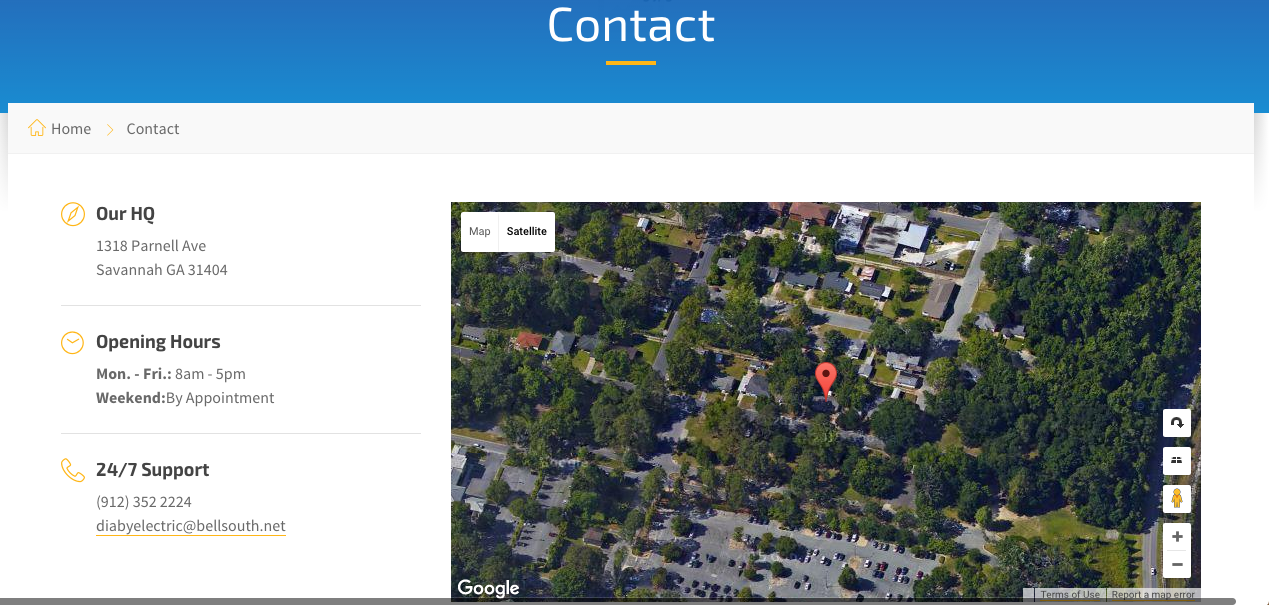 Contact
Home
Contact
Our HQ
1318 Parnell Ave
Savannah GA 31404
Opening Hours
Mon. - Fri.: 8am - 5pm
Weekend:By Appointment
24/7 Support
(912) 352 2224
diabyelectric@bellsouth.net
Map
Satellite
Google
Terms of Use
Report a map error